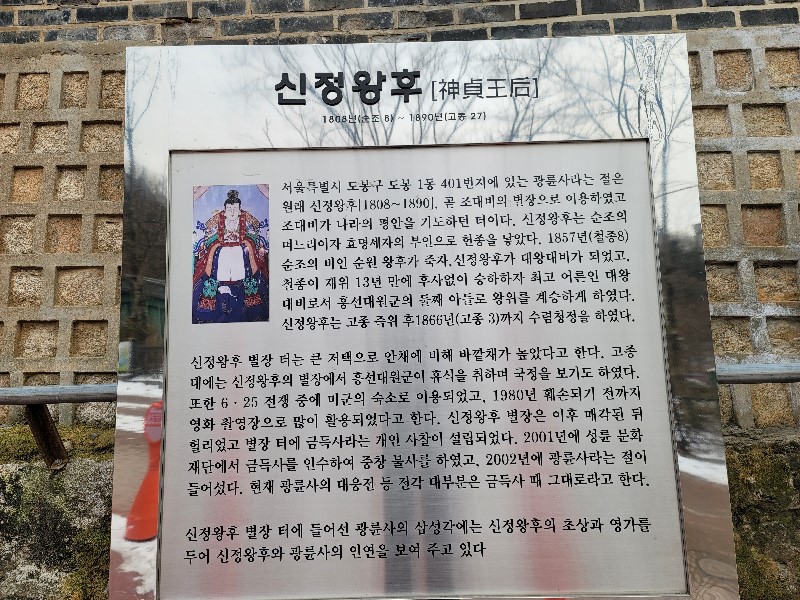 신정왕후 [神貞王后]
1808년(순조 8) ~ 1890년(고종 27)
서울특별시 도봉구 도봉 1동 401번지에 있는 광륜사라는 절은
원래 신정왕후[1808~1890], 곧 조대비의 별장으로 이용하였고
조대비가 나라의 평안을 기도하던 터이다. 신정왕후는 순조의
며느리이자 효명세자의 부인으로 헌종을 낳았다. 1857년(철종8)
순조의 비인 순원 왕후가 죽자,신정왕후가 대왕대비가 되었고,
철종이 재위 13년 만에 후사없이 승하하자 최고 어른인 대왕
대비로서 흥선대원군의 둘째 아들로 왕위를 계승하게 하였다.
신정왕후는 고종 즉위 후1866년(고종 3)까지 수렴청정을 하였다.
신정왕후 별장 터는 큰 저택으로 안채에 비해 바깥채가 높았다고 한다. 고종
대에는 신정왕후의 별장에서 흥선대원군이 휴식을 취하며 국정을 보기도 하였다.
또한 6·25 전쟁 중에 미군의 숙소로 이용되었고, 1980년 훼손되기 전까지
영화 촬영장으로 많이 활용되었다고 한다. 신정왕후 별장은 이후 매각된 뒤
헐리었고 별장 터에 금득사라는 개인 사찰이 설립되었다. 2001년에 성륜 문화
재단에서 금득사를 인수하여 중창 불사를 하였고, 2002년에 광륜사라는 절이
들어섰다. 현재 광륜사의 대웅전 등 전각 대부분은 금득사 때 그대로라고 한다.
신정왕후 별장 터에 들어선 광륜사의 삼성각에는 신정왕후의 초상과 영가를
두어 신정왕후와 광륜사의 인연을 보여 주고 있다